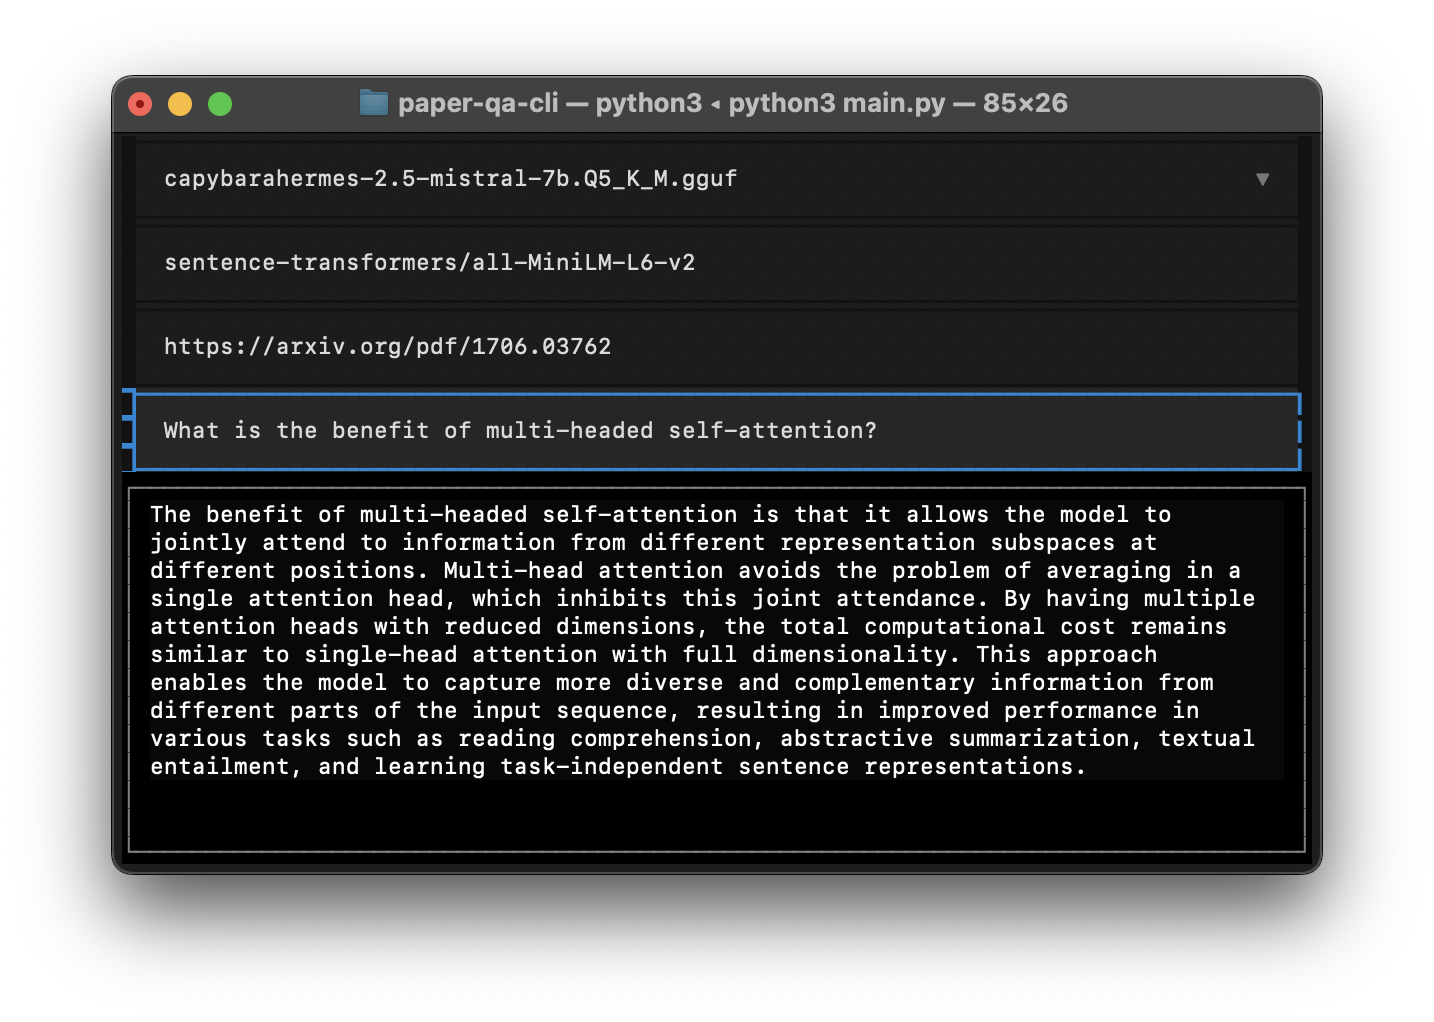 paper-qa-cli — python3 ◂ python3 main.py — 85×26
capybarahermes-2.5-mistral-7b.Q5_K_M.gguf ▼
sentence-transformers/all-MiniLM-L6-v2
https://arxiv.org/pdf/1706.03762
What is the benefit of multi-headed self-attention?
The benefit of multi-headed self-attention is that it allows the model to
jointly attend to information from different representation subspaces at
different positions. Multi-head attention avoids the problem of averaging in a
single attention head, which inhibits this joint attendance. By having multiple
attention heads with reduced dimensions, the total computational cost remains
similar to single-head attention with full dimensionality. This approach
enables the model to capture more diverse and complementary information from
different parts of the input sequence, resulting in improved performance in
various tasks such as reading comprehension, abstractive summarization, textual
entailment, and learning task-independent sentence representations.